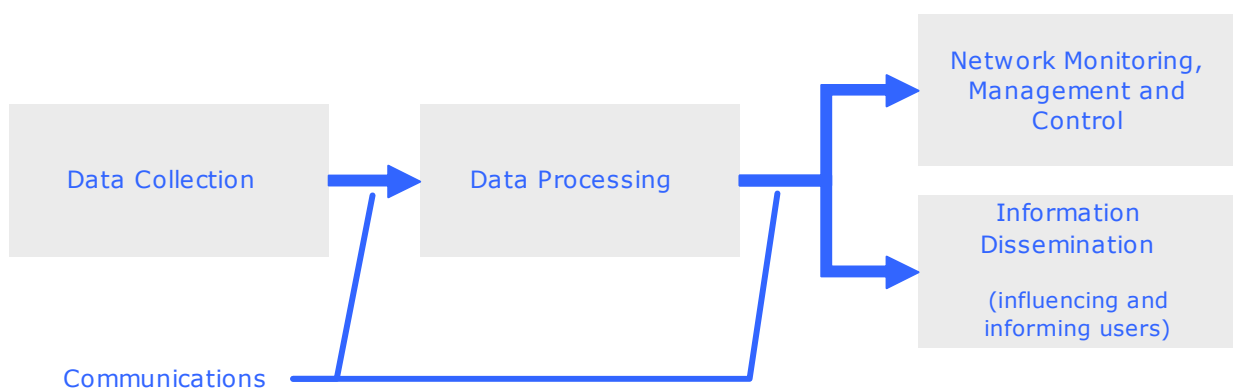 Data Collection
Data Processing
Network Monitoring,
Management and
Control
Information
Dissemination
(influencing and
informing users)
Communications